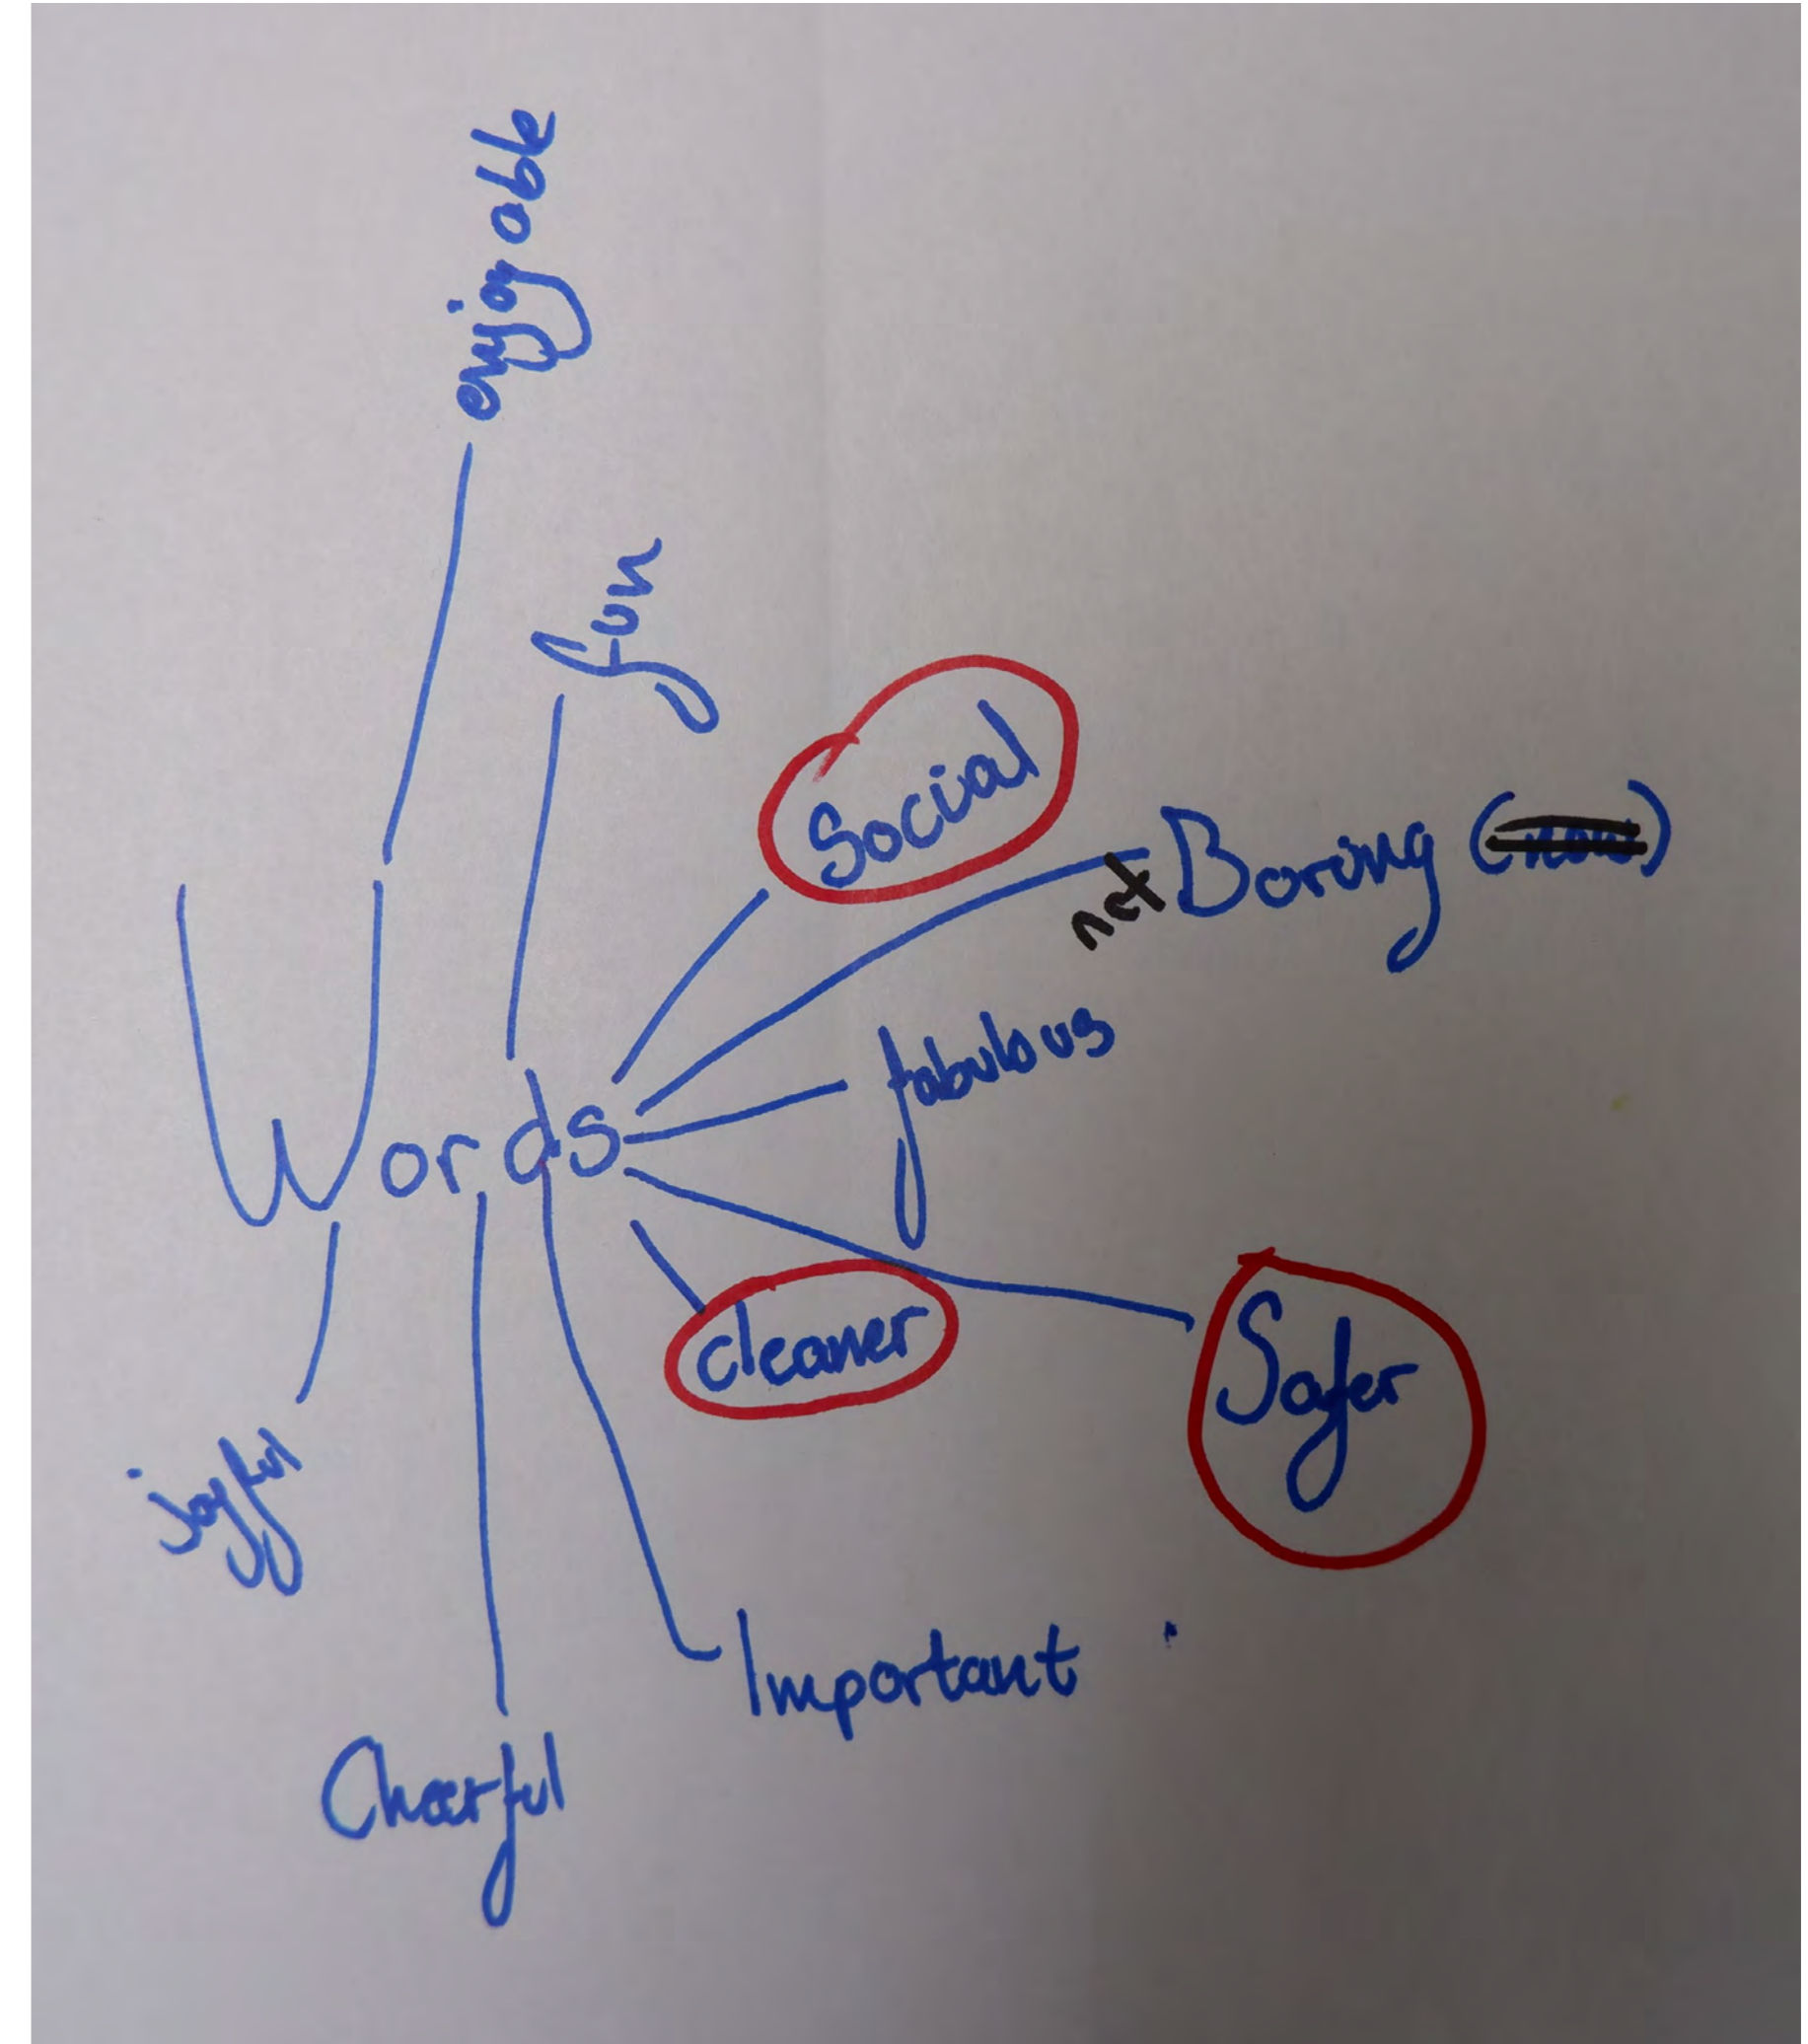 enjoyable
fun
Social
not Boring ()
fabulous
Words
cleaner
Safer
joyful
Important
Cheerful